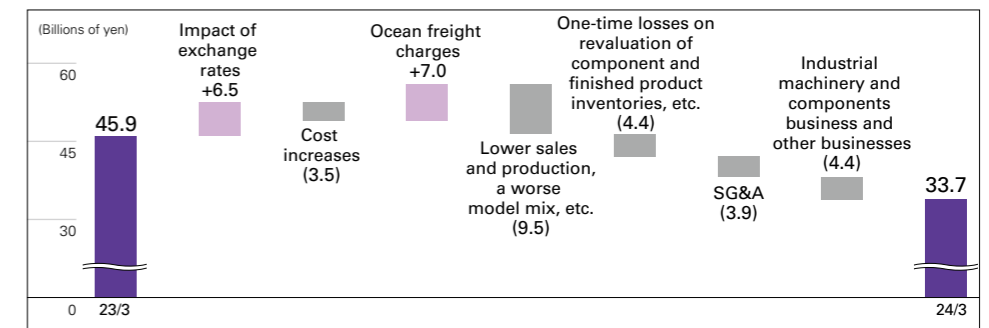 (Billions of yen)
60
45
30
0
45.9
23/3
Impact of
exchange
rates
+6.5
Cost
increases
(3.5)
Ocean freight
charges
+7.0
Lower sales
and production,
a worse
model mix, etc.
(9.5)
One-time losses on
revaluation of
component and
finished product
inventories, etc.
(4.4)
SG&A
(3.9)
Industrial
machinery and
components
business and
other businesses
(4.4)
33.7
24/3